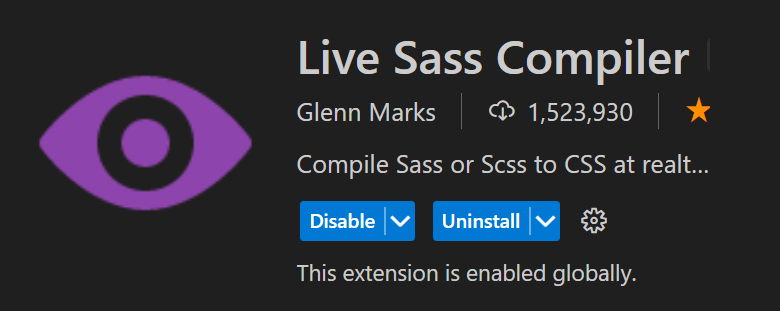 Live Sass Compiler
Glenn Marks 1,523,930
Compile Sass or Scss to CSS at realt...
Disable Uninstall
This extension is enabled globally.